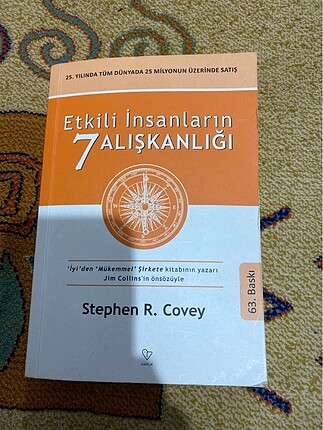 25. YILINDA TÜM DÜNYADA 25 MİLYONUN ÜZERİNDE SATIŞ
Etkili İnsanların
7 ALIŞKANLIĞI
'İyi'den 'Mükemmel' Şirkete kitabının yazarı
Jim Collins'in önsözüyle
63. Baskı
Stephen R. Covey